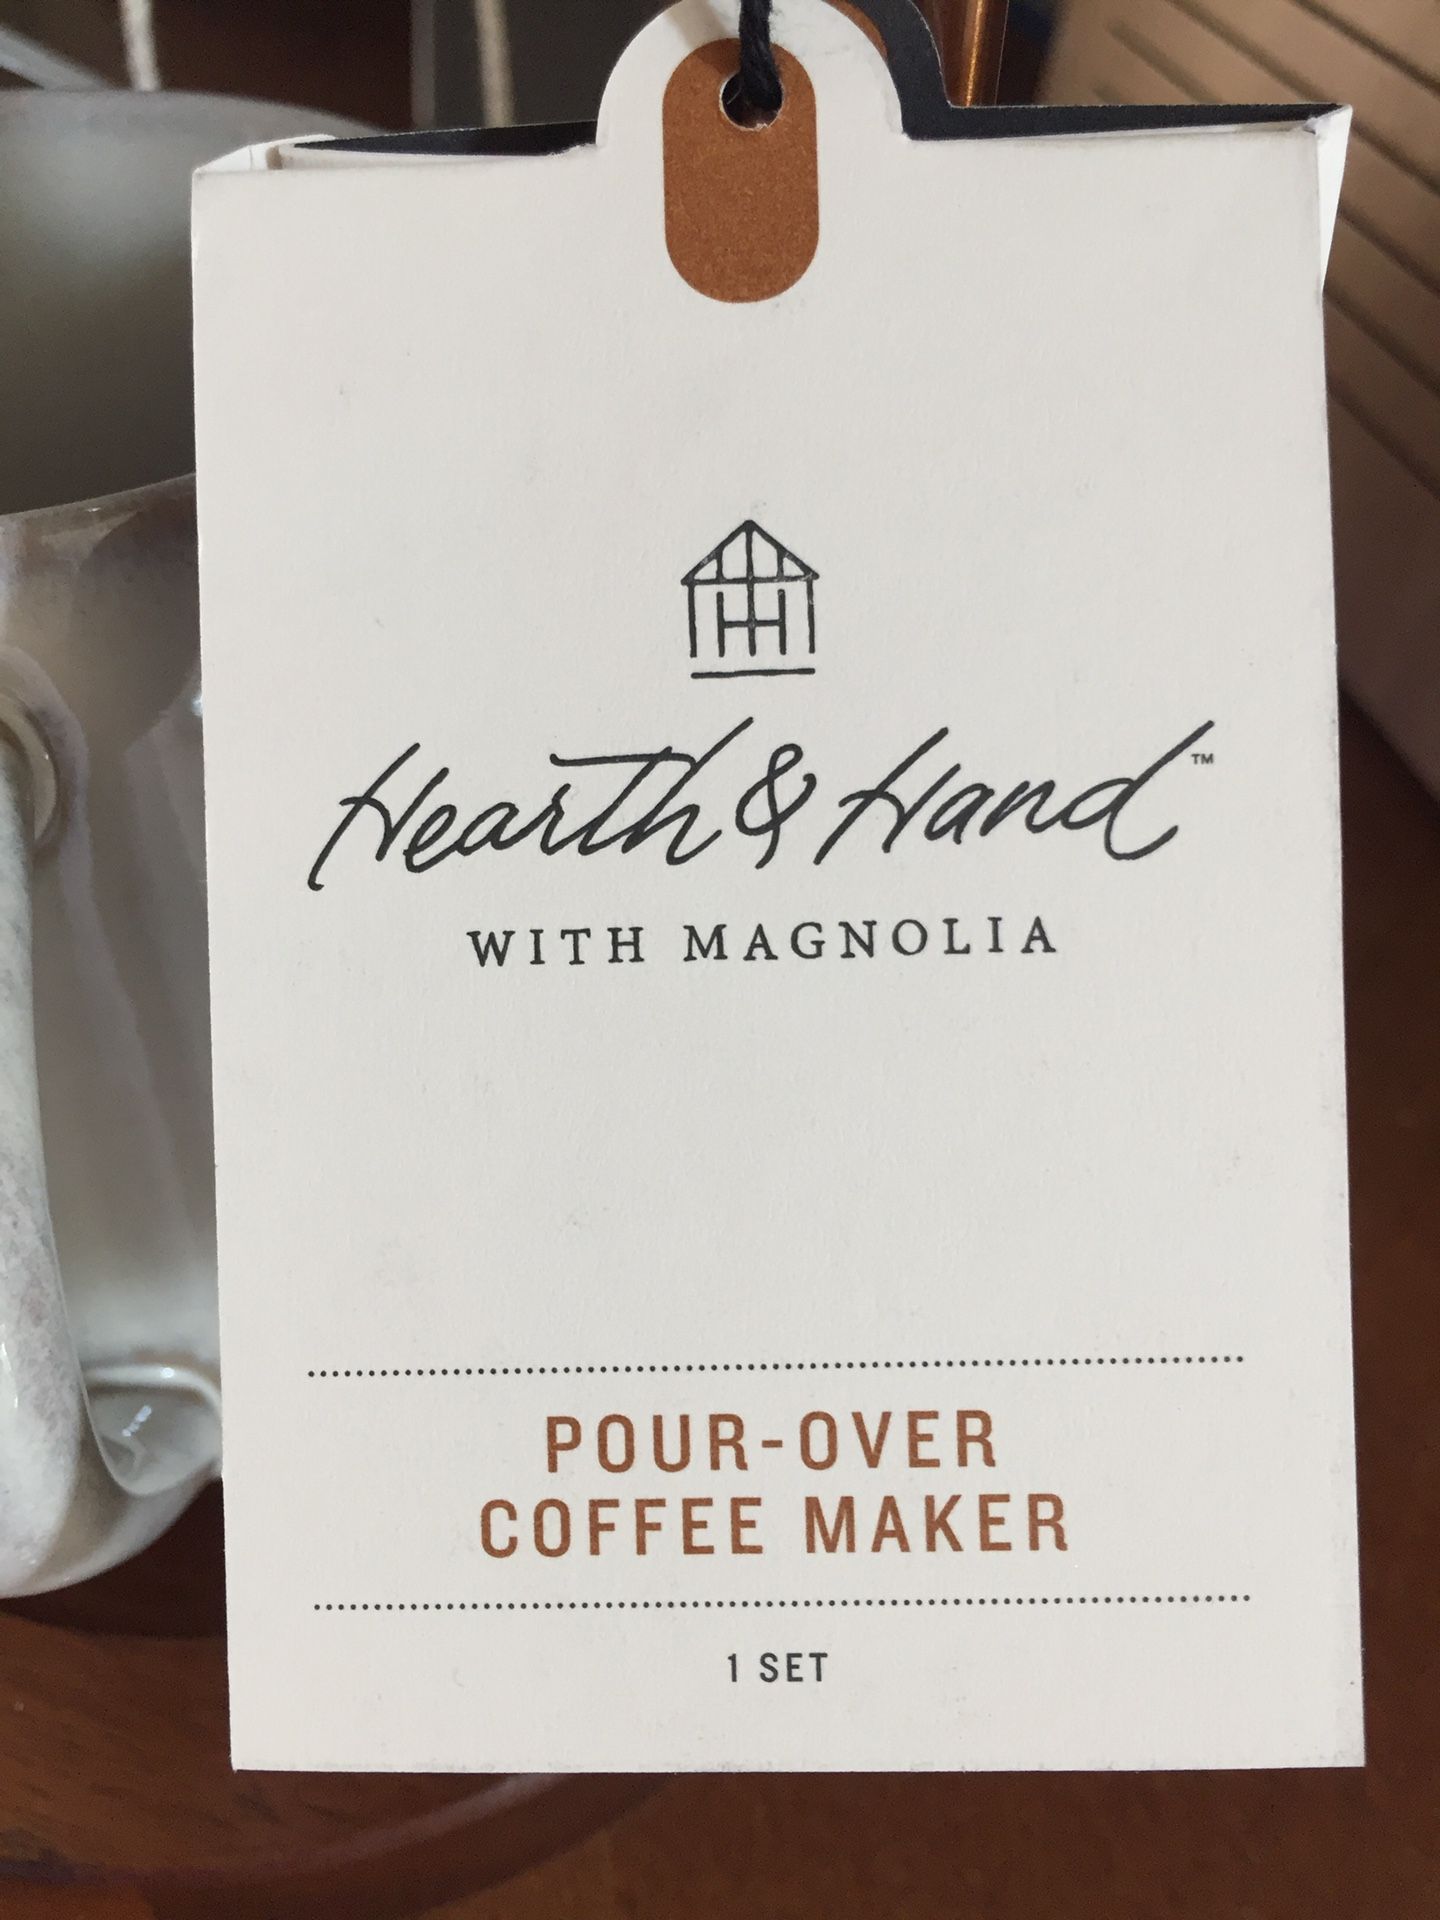 Hearth & Hand™
WITH MAGNOLIA
POUR-OVER
COFFEE MAKER
1 SET